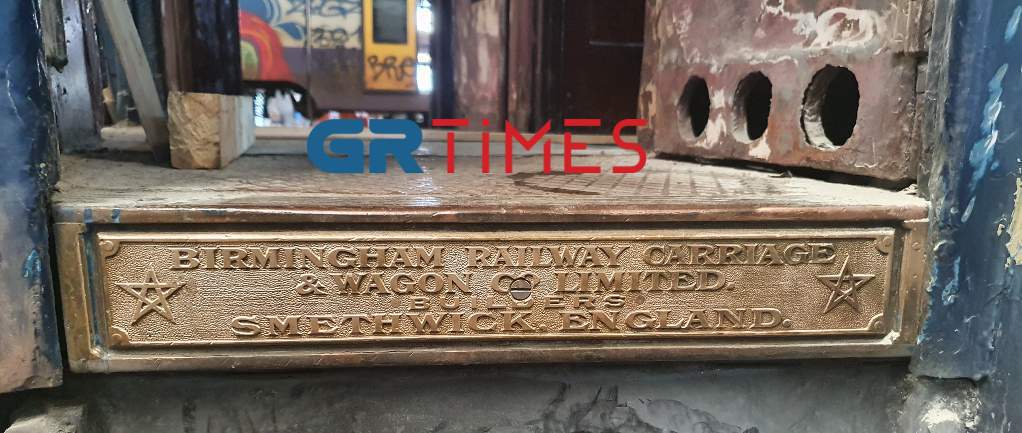 GRTiMES
BIRMINGHAM RAILWAY CARRIAGE
& WAGON Co LIMITED.
BUILDERS
SMETHWICK. ENGLAND.